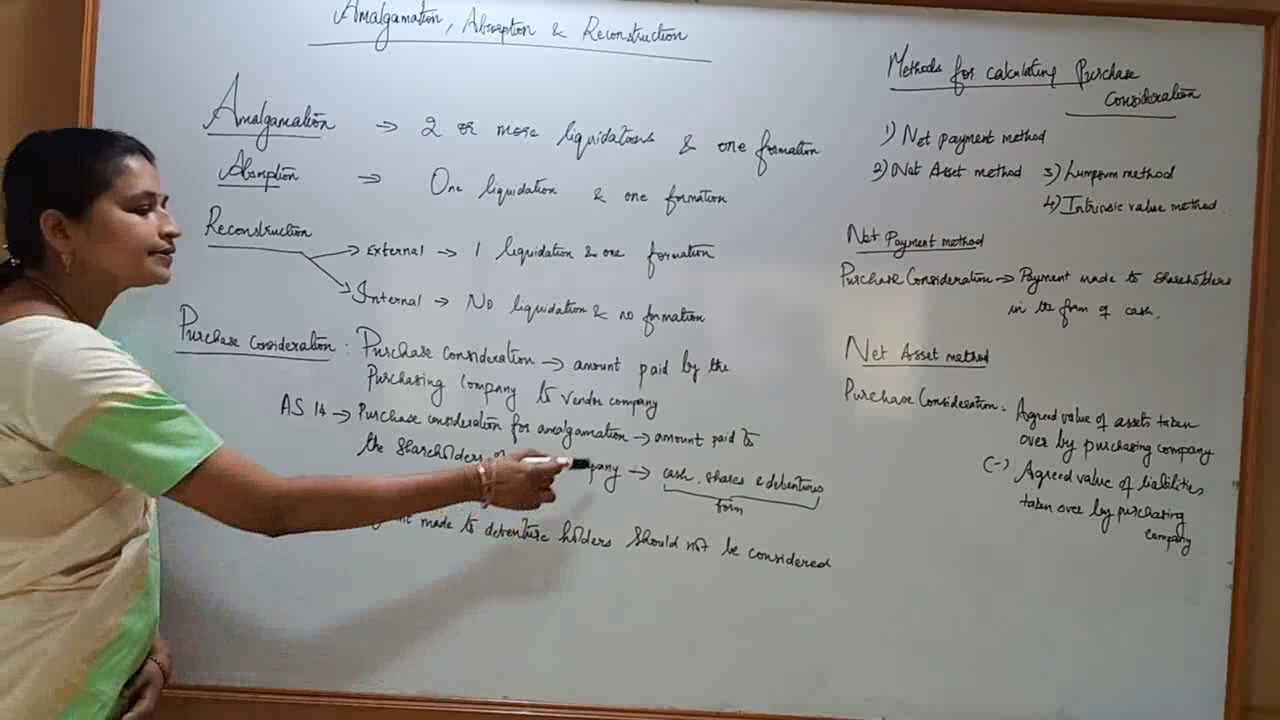 Amalgamation, Absorption & Reconstruction
Amalgamation → 2 or more liquidations & one formation
Absorption → One liquidation & one formation
Reconstruction
External → 1 liquidation & one formation
Internal → No liquidation & no formation
Purchase Consideration : Purchase consideration → amount paid by the
Purchasing Company to Vendor company
AS 14 → Purchase consideration for amalgamation → amount paid to
the shareholders → cash, shares & debentures
form
made to debenture holders should not be considered
Methods for calculating Purchase
Consideration
1) Net payment method
2) Net Asset method 3) Lumpsum method
4) Intrinsic value method.
Net Payment method
Purchase Consideration → Payment made to shareholders
in the form of cash.
Net Asset method
Purchase Consideration : Agreed value of assets taken
over by purchasing company
(-) Agreed value of liabilities
taken over by purchasing
company